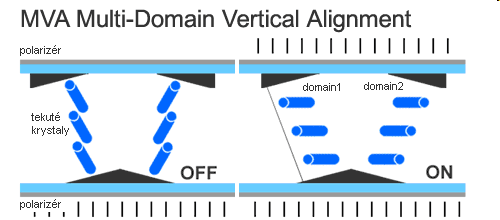 MVA Multi-Domain Vertical Alignment
polarizér
domain1
domain2
tekuté
krystaly
OFF
ON
polarizér